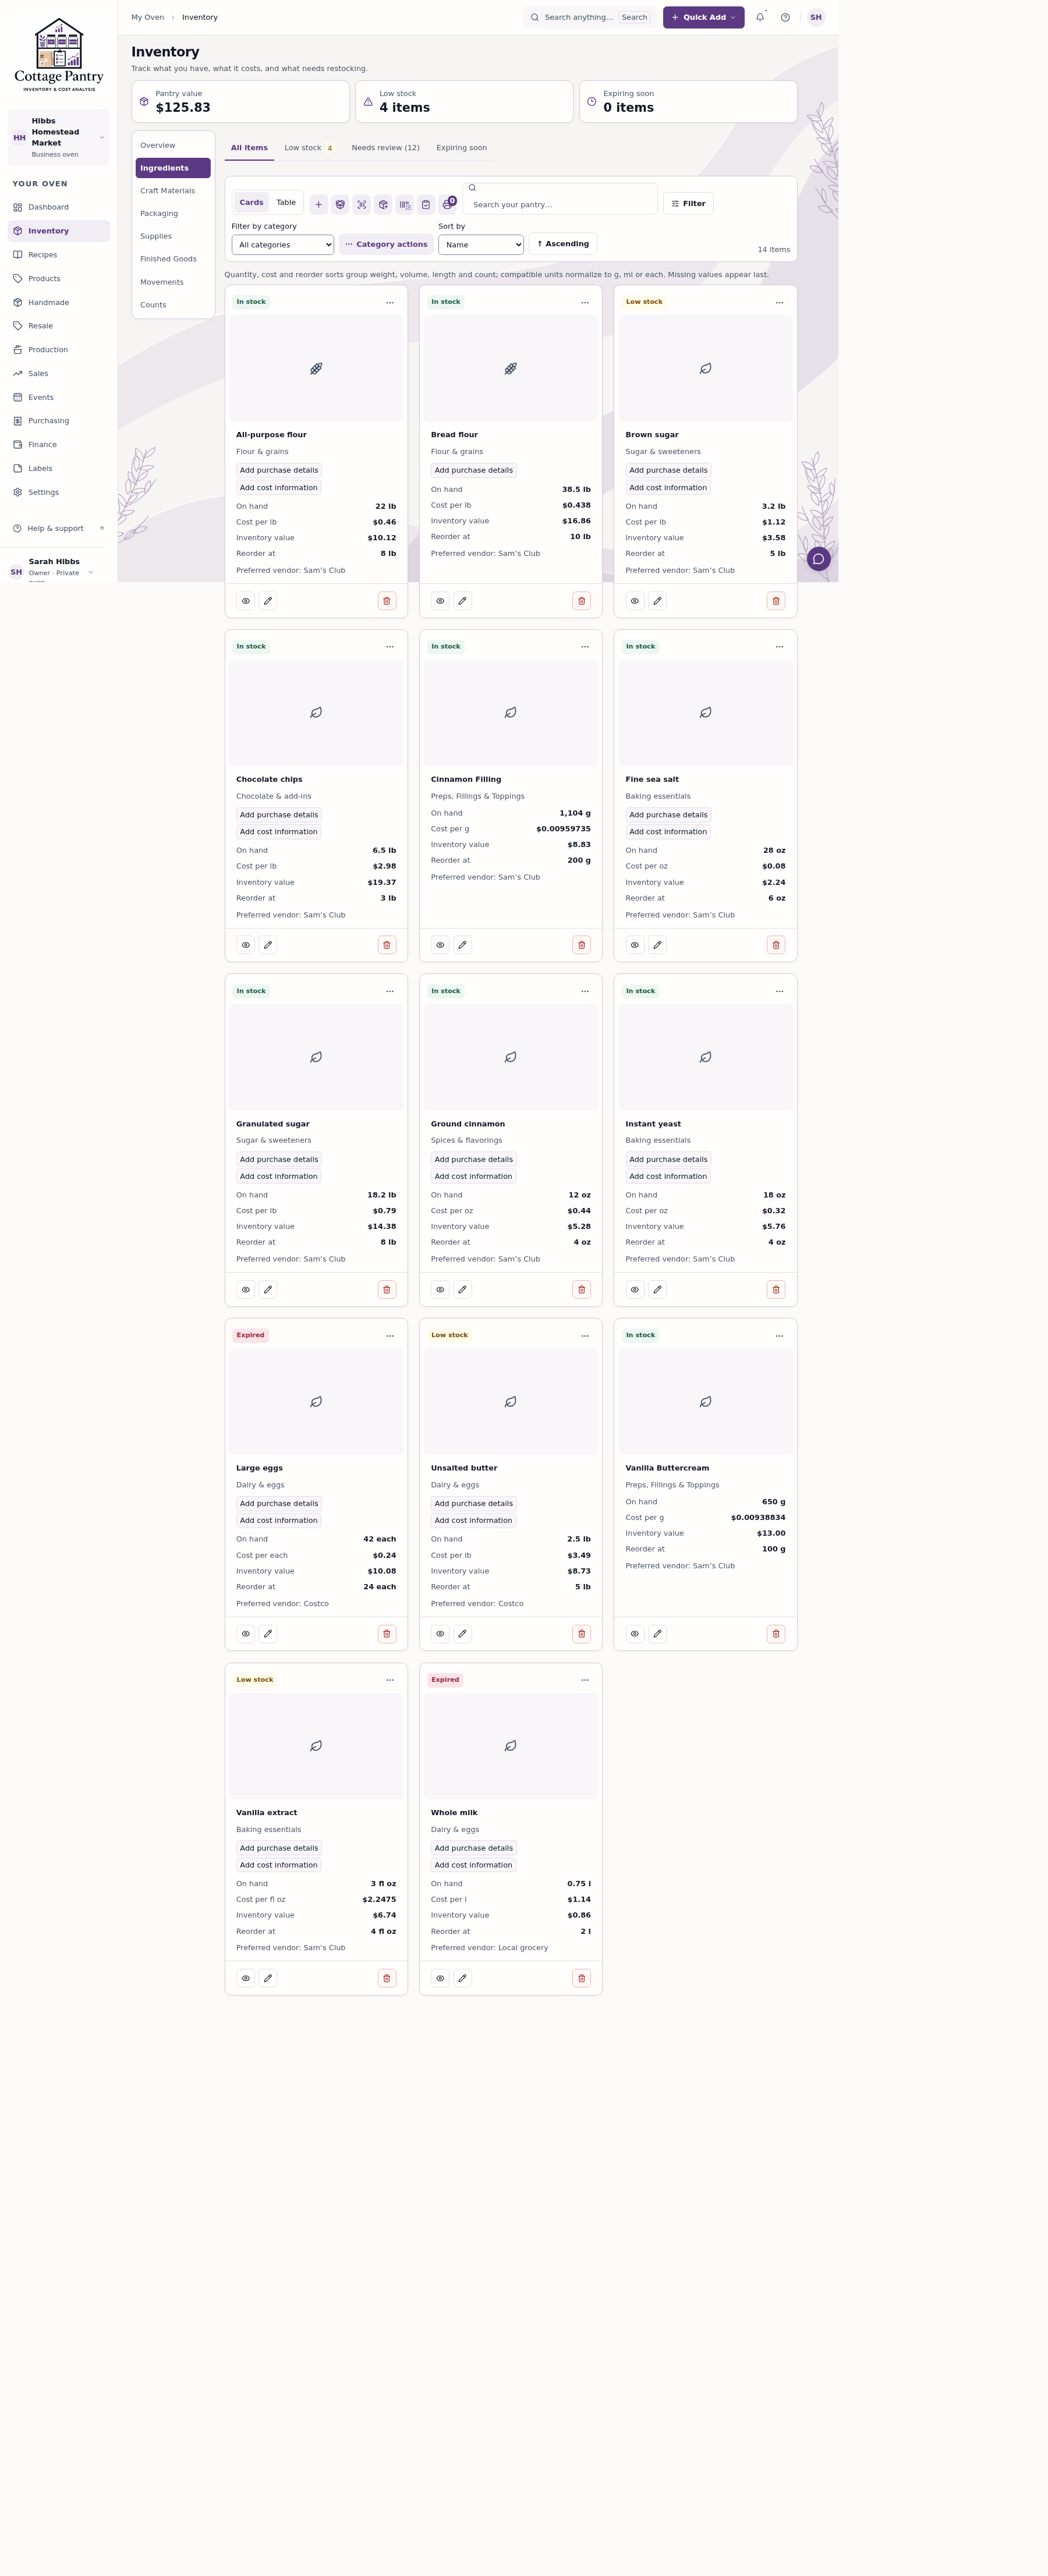 Cottage Pantry
INVENTORY & COST ANALYSIS
HH
Hibbs
Homestead
Market
Business oven
YOUR OVEN
Dashboard
Inventory
Recipes
Products
Handmade
Resale
Production
Sales
Events
Purchasing
Finance
Labels
Settings
Help & support
SH
Sarah Hibbs
Owner · Private
My Oven › Inventory
Search anything… Search
+ Quick Add
SH
Inventory
Track what you have, what it costs, and what needs restocking.
Pantry value
$125.83
Low stock
4 items
Expiring soon
0 items
Overview
Ingredients
Craft Materials
Packaging
Supplies
Finished Goods
Movements
Counts
All items Low stock 4 Needs review (12) Expiring soon
Cards Table
0
Search your pantry…
Filter
Filter by category
All categories
··· Category actions
Sort by
Name
↑ Ascending
14 items
Quantity, cost and reorder sorts group weight, volume, length and count; compatible units normalize to g, ml or each. Missing values appear last.
In stock
All-purpose flour
Flour & grains
Add purchase details
Add cost information
On hand 22 lb
Cost per lb $0.46
Inventory value $10.12
Reorder at 8 lb
Preferred vendor: Sam’s Club
In stock
Bread flour
Flour & grains
Add purchase details
On hand 38.5 lb
Cost per lb $0.438
Inventory value $16.86
Reorder at 10 lb
Preferred vendor: Sam’s Club
Low stock
Brown sugar
Sugar & sweeteners
Add purchase details
Add cost information
On hand 3.2 lb
Cost per lb $1.12
Inventory value $3.58
Reorder at 5 lb
Preferred vendor: Sam’s Club
In stock
Chocolate chips
Chocolate & add-ins
Add purchase details
Add cost information
On hand 6.5 lb
Cost per lb $2.98
Inventory value $19.37
Reorder at 3 lb
Preferred vendor: Sam’s Club
In stock
Cinnamon Filling
Preps, Fillings & Toppings
On hand 1,104 g
Cost per g $0.00959735
Inventory value $8.83
Reorder at 200 g
Preferred vendor: Sam’s Club
In stock
Fine sea salt
Baking essentials
Add purchase details
Add cost information
On hand 28 oz
Cost per oz $0.08
Inventory value $2.24
Reorder at 6 oz
Preferred vendor: Sam’s Club
In stock
Granulated sugar
Sugar & sweeteners
Add purchase details
Add cost information
On hand 18.2 lb
Cost per lb $0.79
Inventory value $14.38
Reorder at 8 lb
Preferred vendor: Sam’s Club
In stock
Ground cinnamon
Spices & flavorings
Add purchase details
Add cost information
On hand 12 oz
Cost per oz $0.44
Inventory value $5.28
Reorder at 4 oz
Preferred vendor: Sam’s Club
In stock
Instant yeast
Baking essentials
Add purchase details
Add cost information
On hand 18 oz
Cost per oz $0.32
Inventory value $5.76
Reorder at 4 oz
Preferred vendor: Sam’s Club
Expired
Large eggs
Dairy & eggs
Add purchase details
Add cost information
On hand 42 each
Cost per each $0.24
Inventory value $10.08
Reorder at 24 each
Preferred vendor: Costco
Low stock
Unsalted butter
Dairy & eggs
Add purchase details
Add cost information
On hand 2.5 lb
Cost per lb $3.49
Inventory value $8.73
Reorder at 5 lb
Preferred vendor: Costco
In stock
Vanilla Buttercream
Preps, Fillings & Toppings
On hand 650 g
Cost per g $0.00938834
Inventory value $13.00
Reorder at 100 g
Preferred vendor: Sam’s Club
Low stock
Vanilla extract
Baking essentials
Add purchase details
Add cost information
On hand 3 fl oz
Cost per fl oz $2.2475
Inventory value $6.74
Reorder at 4 fl oz
Preferred vendor: Sam’s Club
Expired
Whole milk
Dairy & eggs
Add purchase details
Add cost information
On hand 0.75 l
Cost per l $1.14
Inventory value $0.86
Reorder at 2 l
Preferred vendor: Local grocery